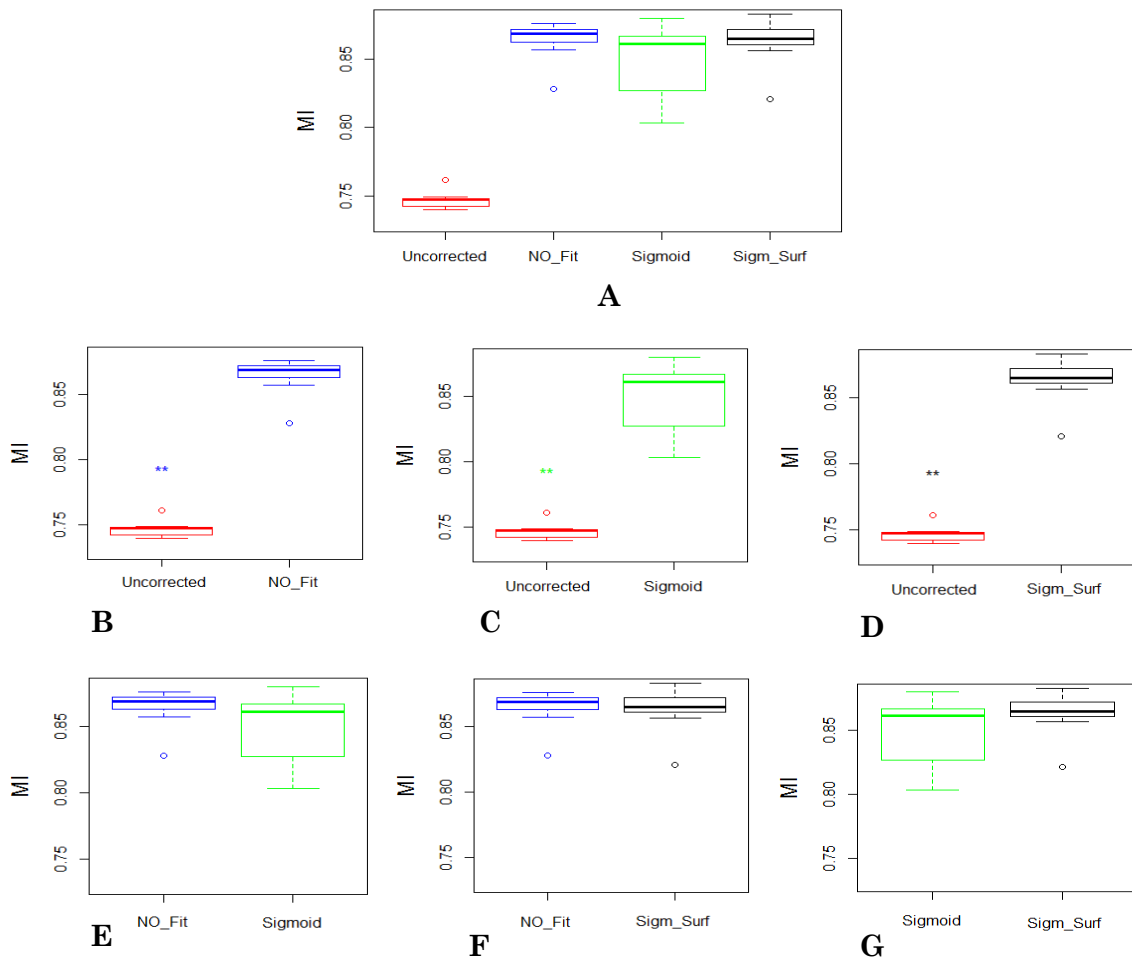 MI
0.85
0.80
0.75
Uncorrected NO_Fit Sigmoid Sigm_Surf
A
MI
0.85
0.80
0.75
**
Uncorrected NO_Fit
B
MI
0.85
0.80
0.75
**
Uncorrected Sigmoid
C
MI
0.85
0.80
0.75
**
Uncorrected Sigm_Surf
D
MI
0.85
0.80
0.75
NO_Fit Sigmoid
E
MI
0.85
0.80
0.75
NO_Fit Sigm_Surf
F
MI
0.85
0.80
0.75
Sigmoid Sigm_Surf
G